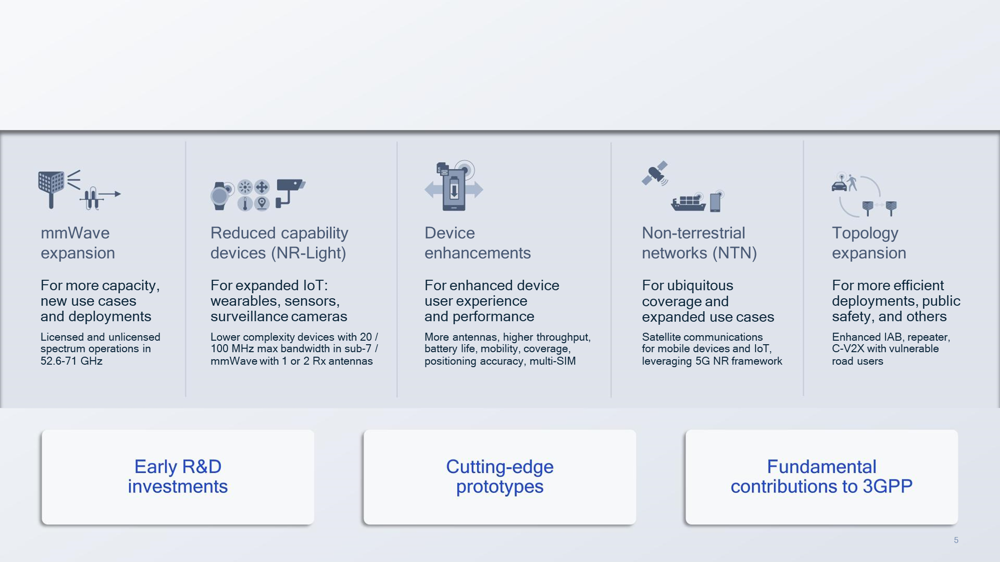 mmWave
expansion
For more capacity,
new use cases
and deployments
Licensed and unlicensed
spectrum operations in
52.6-71 GHz
Reduced capability
devices (NR-Light)
For expanded IoT:
wearables, sensors,
surveillance cameras
Lower complexity devices with 20 /
100 MHz max bandwidth in sub-7 /
mmWave with 1 or 2 Rx antennas
Device
enhancements
For enhanced device
user experience
and performance
More antennas, higher throughput,
battery life, mobility, coverage,
positioning accuracy, multi-SIM
Non-terrestrial
networks (NTN)
For ubiquitous
coverage and
expanded use cases
Satellite communications
for mobile devices and IoT,
leveraging 5G NR framework
Topology
expansion
For more efficient
deployments, public
safety, and others
Enhanced IAB, repeater,
C-V2X with vulnerable
road users
Early R&D
investments
Cutting-edge
prototypes
Fundamental
contributions to 3GPP
5